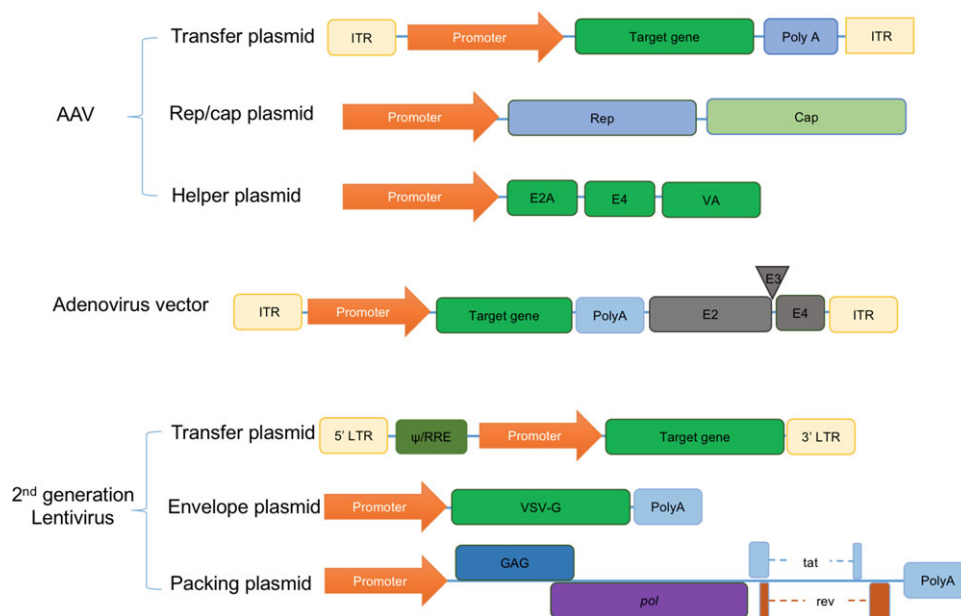 Transfer plasmid
ITR
Promoter
Target gene
Poly A
ITR
AAV
Rep/cap plasmid
Promoter
Rep
Cap
Helper plasmid
Promoter
E2A
E4
VA
E3
Adenovirus vector
ITR
Promoter
Target gene
PolyA
E2
E4
ITR
Transfer plasmid
5' LTR
ψ/RRE
Promoter
Target gene
3' LTR
2nd generation
Lentivirus
Envelope plasmid
Promoter
VSV-G
PolyA
GAG
tat
Packing plasmid
Promoter
PolyA
pol
rev